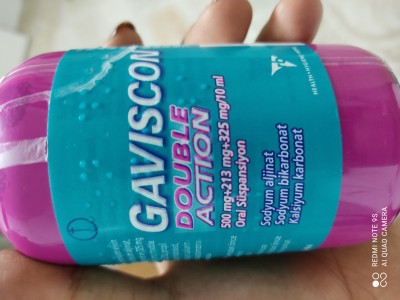 GAVISCON
DOUBLE
ACTION
500 mg+213 mg+325 mg/10 ml
Oral Süspansiyon
Sodyum aljinat
Sodyum bikarbonat
Kalsiyum karbonat
REDMI NOTE 9S
AI QUAD CAMERA